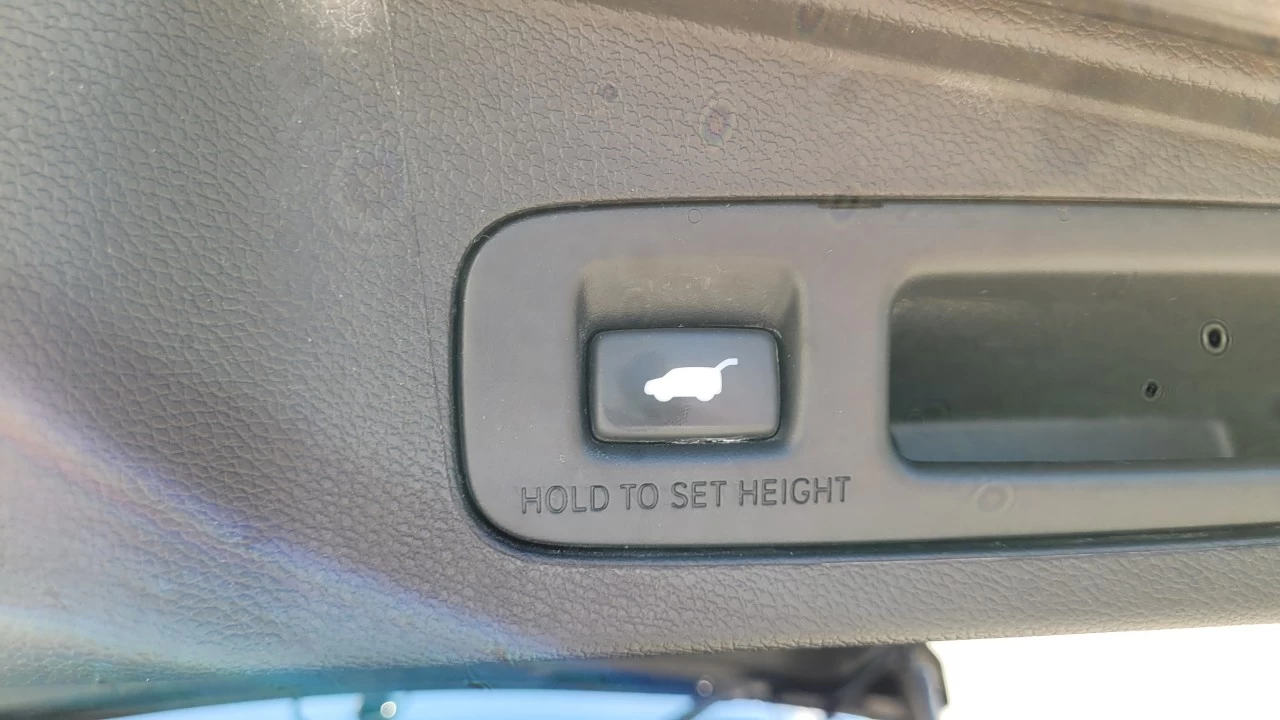 HOLD TO SET HEIGHT